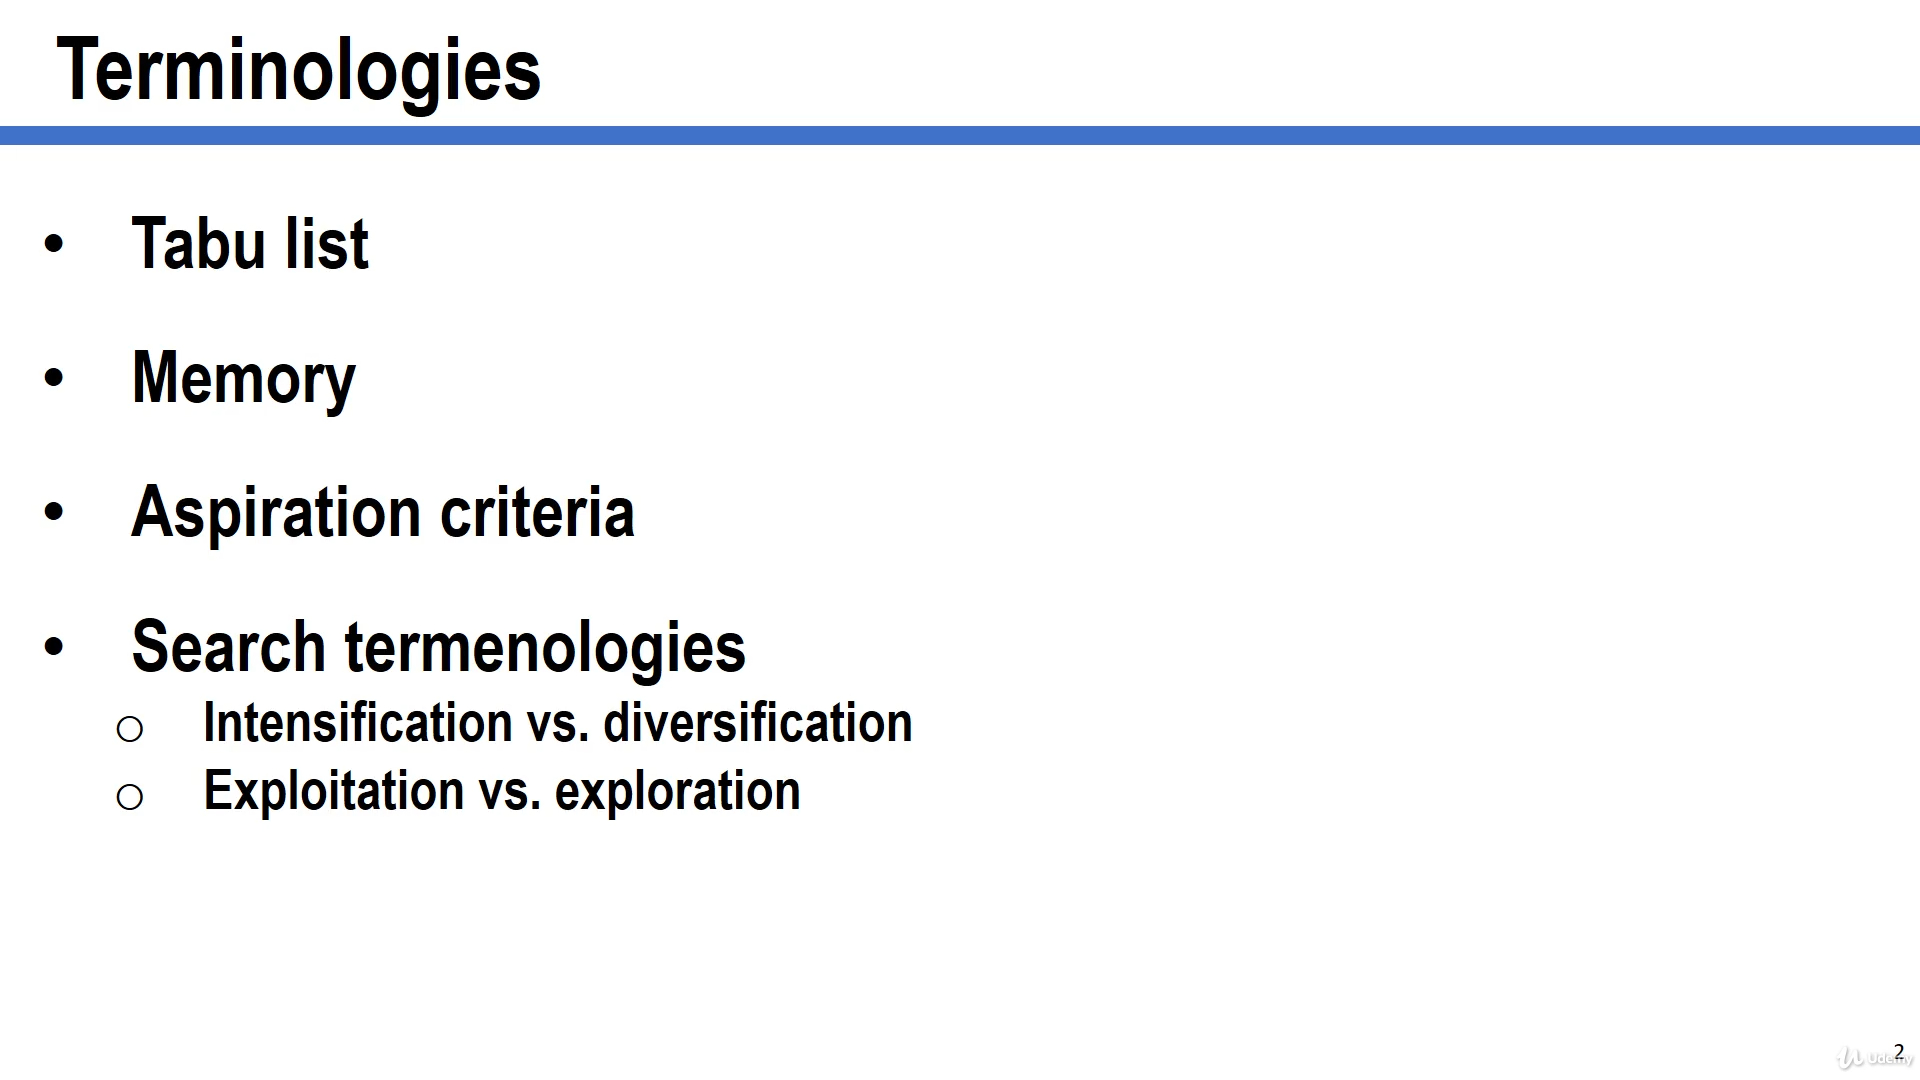 Terminologies
• Tabu list
• Memory
• Aspiration criteria
• Search termenologies
o Intensification vs. diversification
o Exploitation vs. exploration
2
Udemy